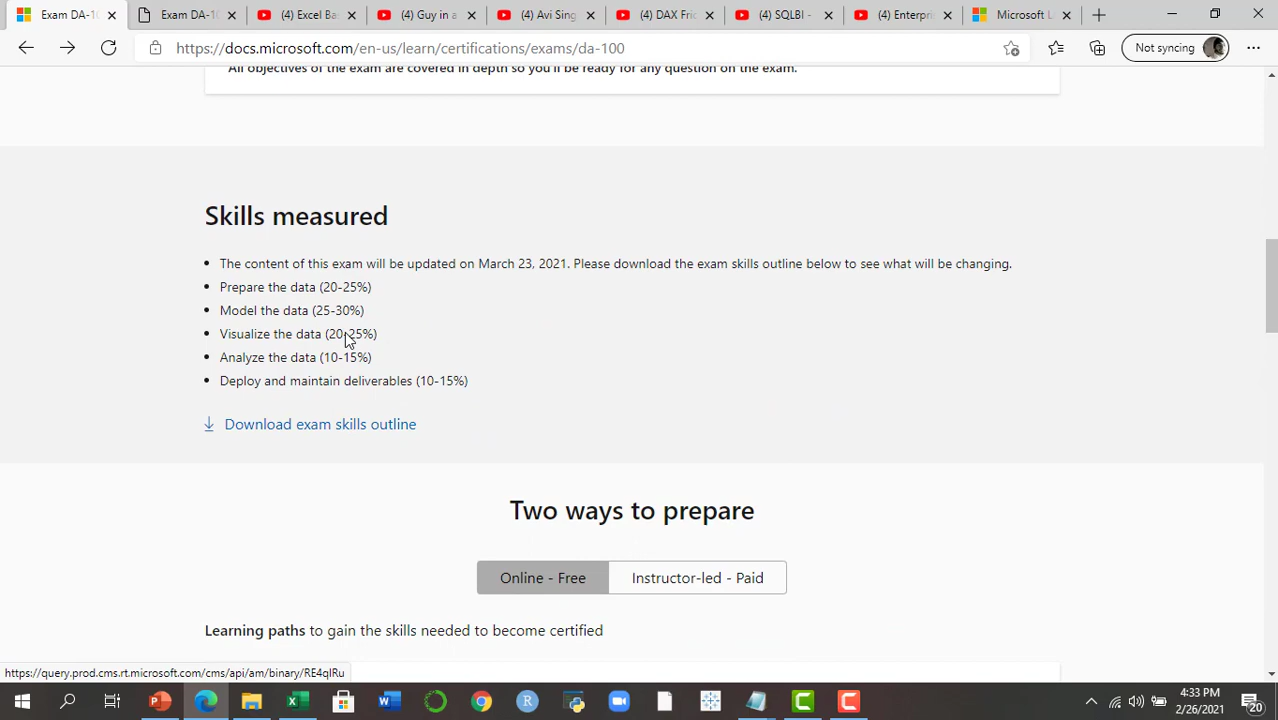 Exam DA-10
Exam DA-10
(4) Excel Ba
(4) Guy in a
(4) Avi Sing
(4) DAX Fric
(4) SQLBI -
(4) Enterpri
Microsoft L
https://docs.microsoft.com/en-us/learn/certifications/exams/da-100
Not syncing
All objectives of the exam are covered in depth so you'll be ready for any question on the exam.
Skills measured
The content of this exam will be updated on March 23, 2021. Please download the exam skills outline below to see what will be changing.
Prepare the data (20-25%)
Model the data (25-30%)
Visualize the data (20-25%)
Analyze the data (10-15%)
Deploy and maintain deliverables (10-15%)
Download exam skills outline
Two ways to prepare
Online - Free
Instructor-led - Paid
Learning paths to gain the skills needed to become certified
https://query.prod.cms.rt.microsoft.com/cms/api/am/binary/RE4qlRu
4:33 PM
2/26/2021
20